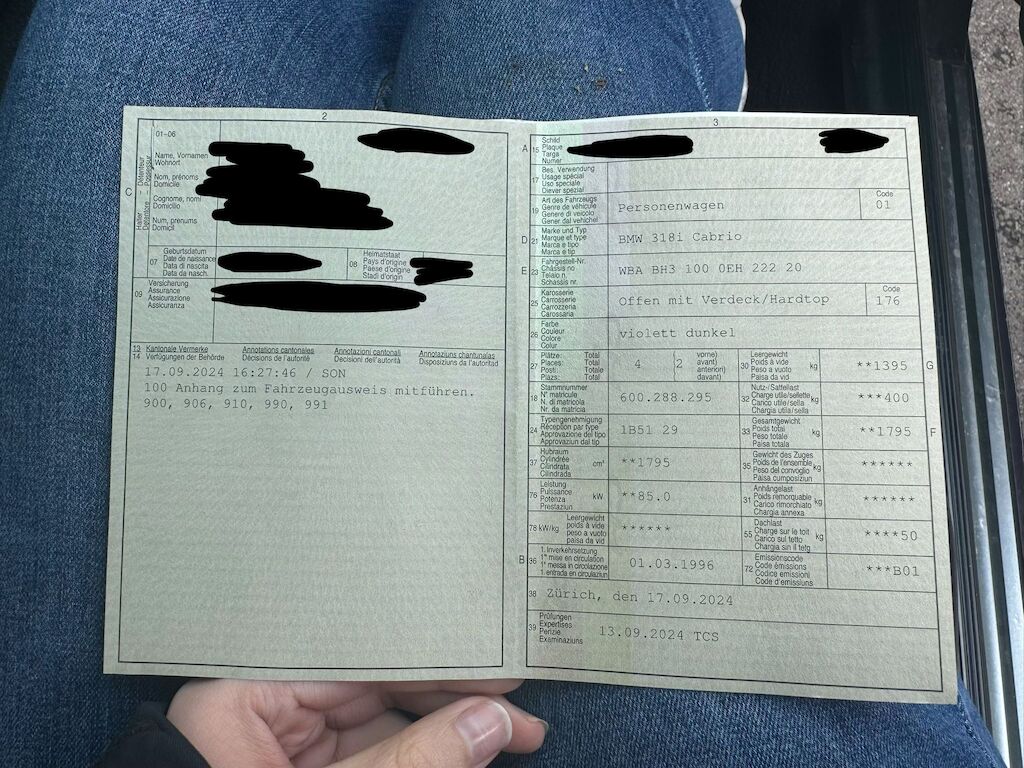 2
01-06
C
Halter – Détenteur
Detentore – Possessur
Name, Vornamen
Wohnort
Nom, prénoms
Domicile
Cognome, nomi
Domicilio
Num, prenums
Domicil
07
Geburtsdatum
Date de naissance
Data di nascita
Data da nasch.
08
Heimatstaat
Pays d'origine
Paese d'origine
Stadi d'origin
09
Versicherung
Assurance
Assicurazione
Assicuranza
13 Kantonale Vermerke Annotations cantonales Annotazioni cantonali Annotaziuns chantunalas
14 Verfügungen der Behörde Décisions de l'autorité Decisioni dell'autorità Disposiziuns da l'autoritad
17.09.2024 16:27:46 / SON
100 Anhang zum Fahrzeugausweis mitführen.
900, 906, 910, 990, 991
3
A 15
Schild
Plaque
Targa
Numer
17
Bes. Verwendung
Usage spécial
Uso speciale
Diever spezial
19
Art des Fahrzeugs
Genre de véhicule
Genere di veicolo
Gener dal vehichel
Personenwagen
Code
01
D 21
Marke und Typ
Marque et type
Marca e tipo
Marca e tip
BMW 318i Cabrio
E 23
Fahrgestell-Nr.
Châssis no
Telaio n.
Schassis nr.
WBA BH3 100 0EH 222 20
25
Karosserie
Carrosserie
Carrozzeria
Carossaria
Offen mit Verdeck/Hardtop
Code
176
26
Farbe
Couleur
Colore
Colur
violett dunkel
27
Plätze: Total
Places: Total
Posti: Totale
Plazs: Total
4 (2
vorne)
avant)
anteriori)
davant)
30
Leergewicht
Poids à vide
Peso a vuoto
Paisa da vid
kg
**1395
G
18
Stammnummer
N° matricule
N. di matricola
Nr. da matricla
600.288.295
32
Nutz-/Sattellast
Charge utile/sellette
Carico utile/sella
Chargia utila/sella
kg
***400
24
Typengenehmigung
Réception par type
Approvazione del tipo
Approvaziun dal tip
1B51 29
33
Gesamtgewicht
Poids total
Peso totale
Paisa totala
kg
**1795
F
37
Hubraum
Cylindrée
Cilindrata
Cilindrada
cm³
**1795
35
Gewicht des Zuges
Poids de l'ensemble
Peso del convoglio
Paisa cumposiziun
kg
******
76
Leistung
Puissance
Potenza
Prestaziun
kW
**85.0
31
Anhängelast
Poids remorquable
Carico rimorchiato
Chargia annexa
kg
******
78 kW/kg
Leergewicht
poids à vide
peso a vuoto
paisa da vid
******
55
Dachlast
Charge sur le toit
Carico sul tetto
Chargia sin il tetg
kg
****50
B 36
1. Inverkehrsetzung
1re mise en circulation
1a messa in circolazione
1. entrada en circulaziun
01.03.1996
72
Emissionscode
Code émissions
Codice emissioni
Code d'emissiuns
***B01
38
Zürich, den 17.09.2024
39
Prüfungen
Expertises
Perizie
Examinaziuns
13.09.2024 TCS